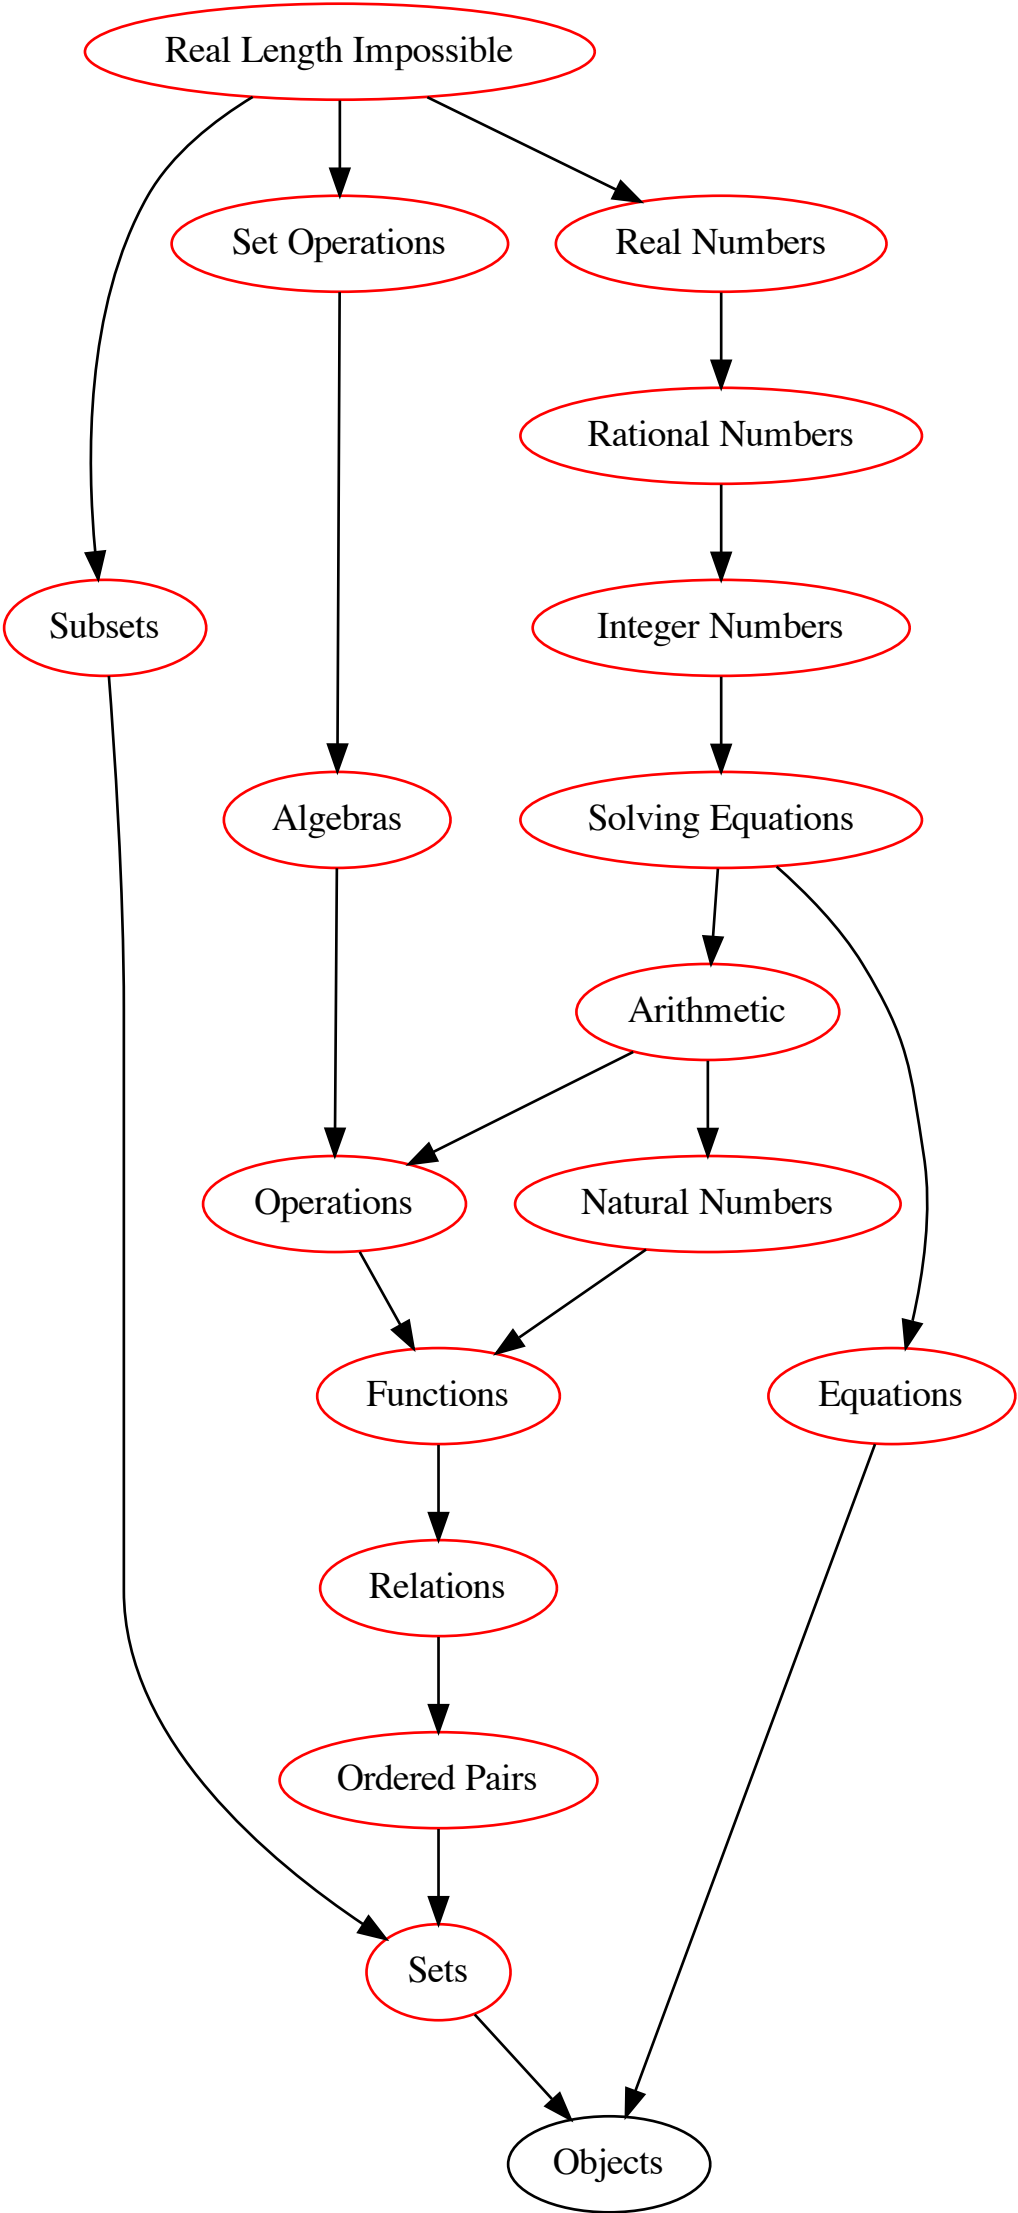 Real Length Impossible
Set Operations
Real Numbers
Rational Numbers
Subsets
Integer Numbers
Algebras
Solving Equations
Arithmetic
Operations
Natural Numbers
Functions
Equations
Relations
Ordered Pairs
Sets
Objects